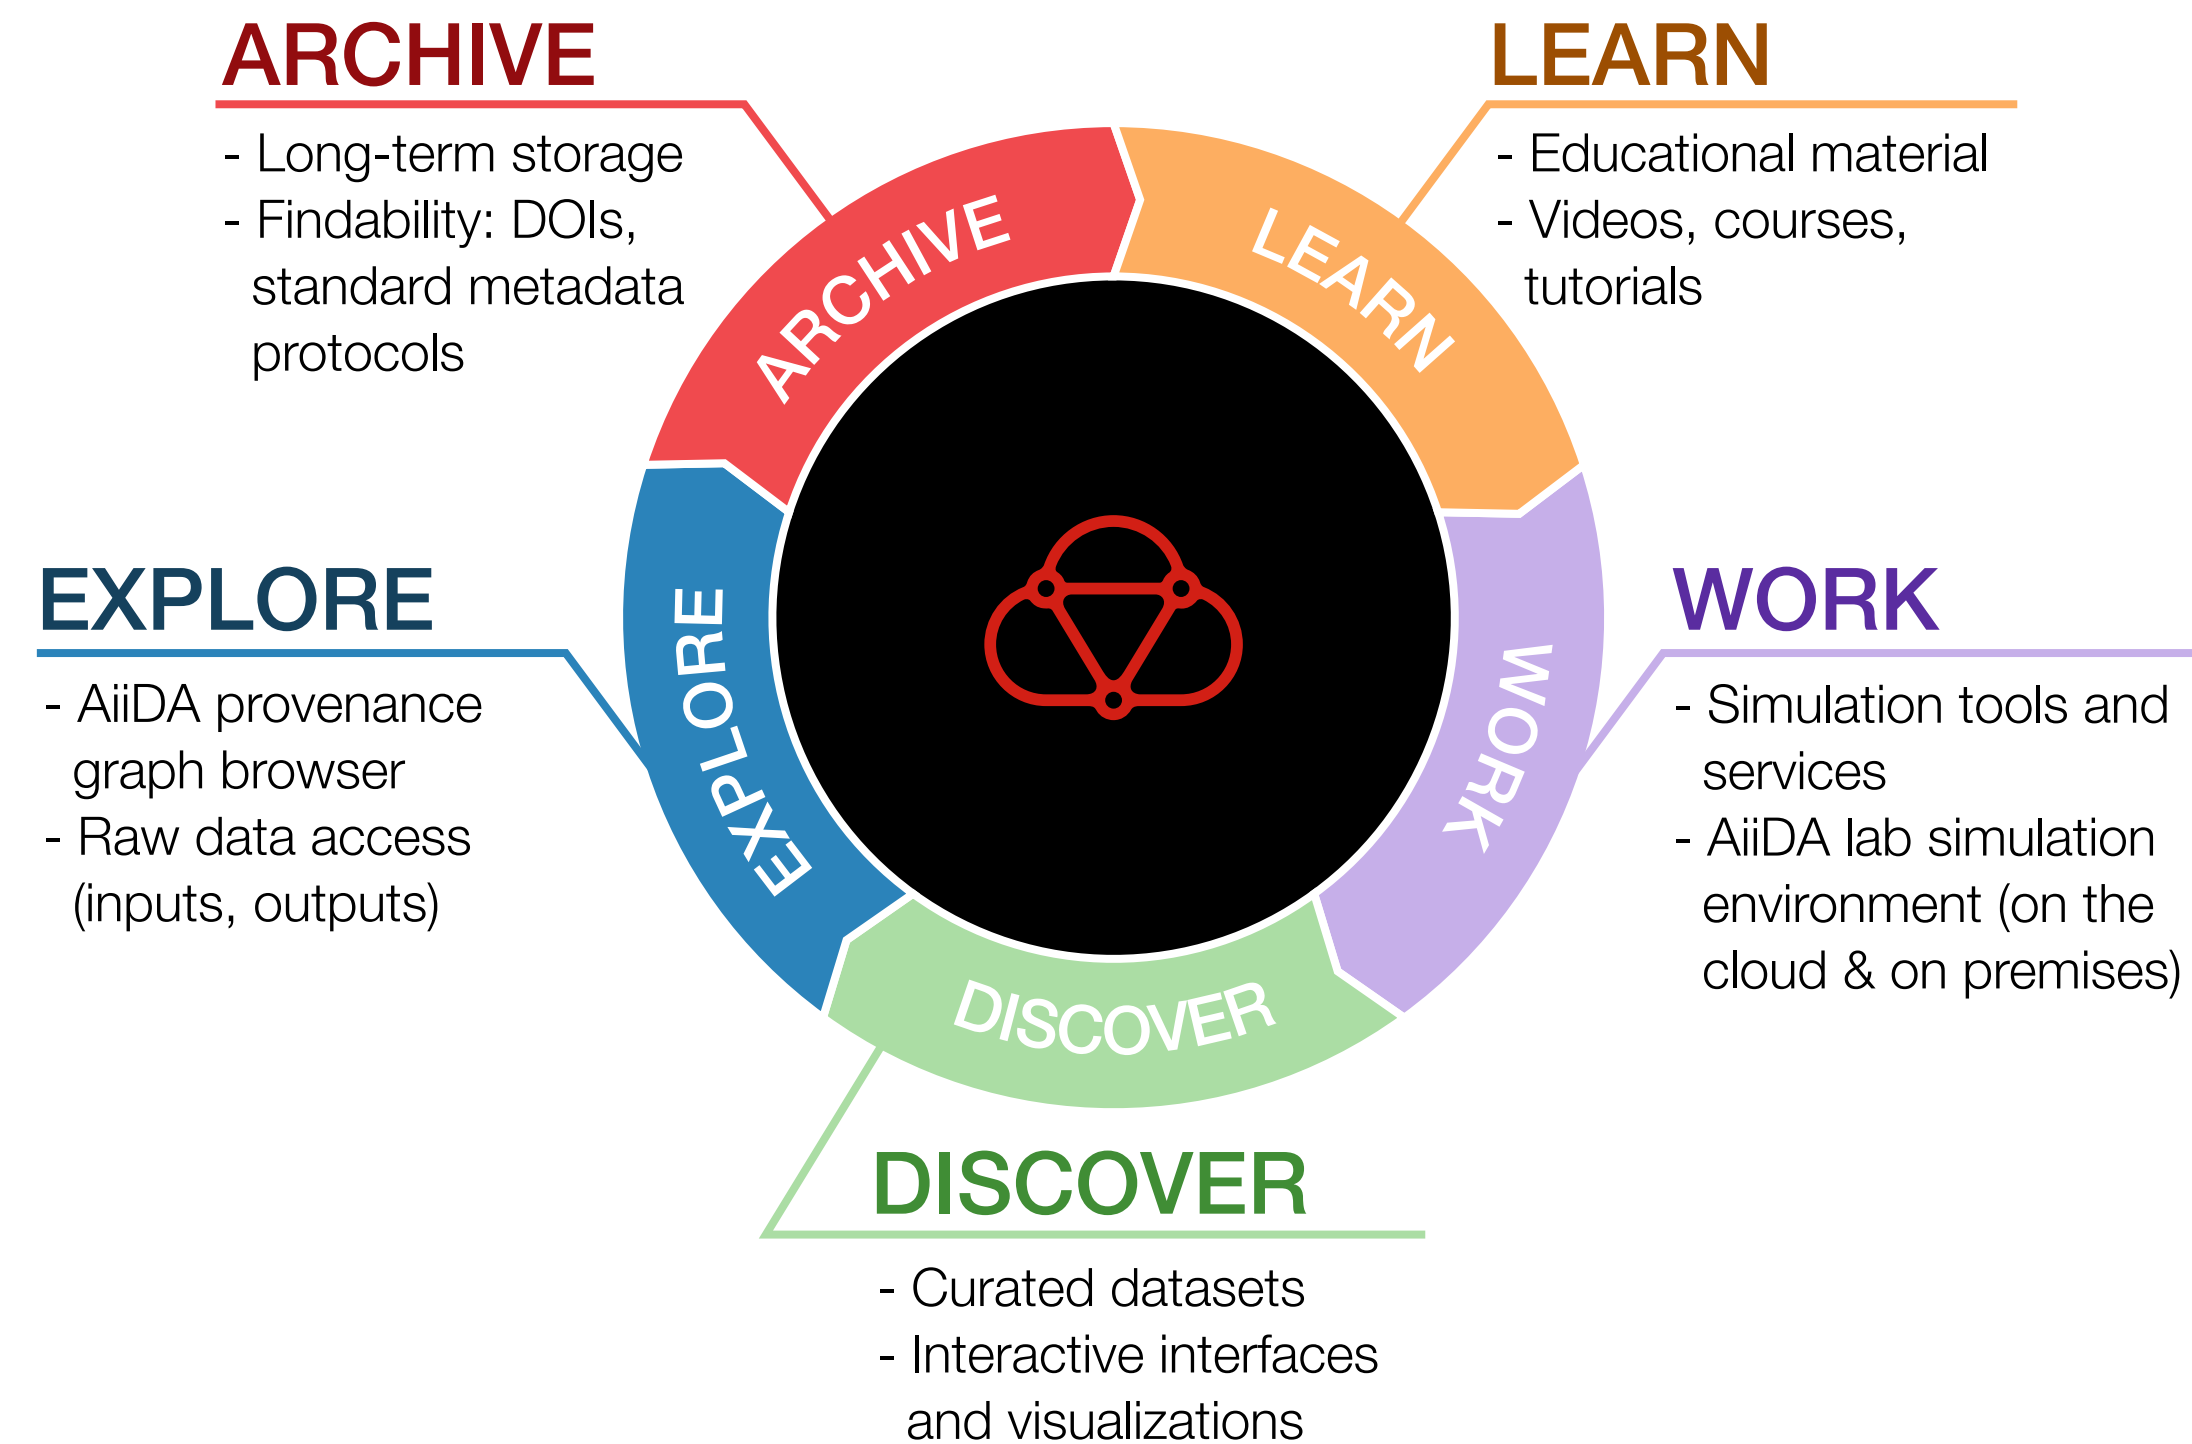 ARCHIVE
- Long-term storage
- Findability: DOIs,
standard metadata
protocols
LEARN
- Educational material
- Videos, courses,
tutorials
ARCHIVE
LEARN
EXPLORE
- AiiDA provenance
graph browser
- Raw data access
(inputs, outputs)
EXPLORE
WORK
WORK
- Simulation tools and
services
- AiiDA lab simulation
environment (on the
cloud & on premises)
DISCOVER
DISCOVER
- Curated datasets
- Interactive interfaces
and visualizations